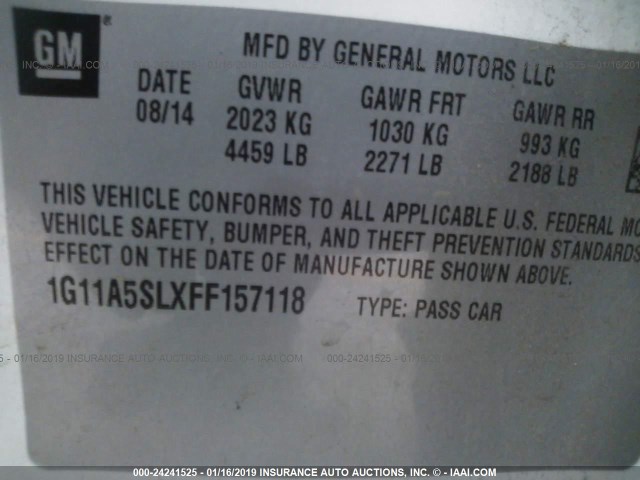 GM ®
MFD BY GENERAL MOTORS LLC
DATE GVWR GAWR FRT GAWR RR
08/14 2023 KG 1030 KG 993 KG
4459 LB 2271 LB 2188 LB
THIS VEHICLE CONFORMS TO ALL APPLICABLE U.S. FEDERAL MO
VEHICLE SAFETY, BUMPER, AND THEFT PREVENTION STANDARDS
EFFECT ON THE DATE OF MANUFACTURE SHOWN ABOVE.
1G11A5SLXFF157118 TYPE: PASS CAR
000-24241525 - 01/16/2019 INSURANCE AUTO AUCTIONS, INC. - © IAAI.COM